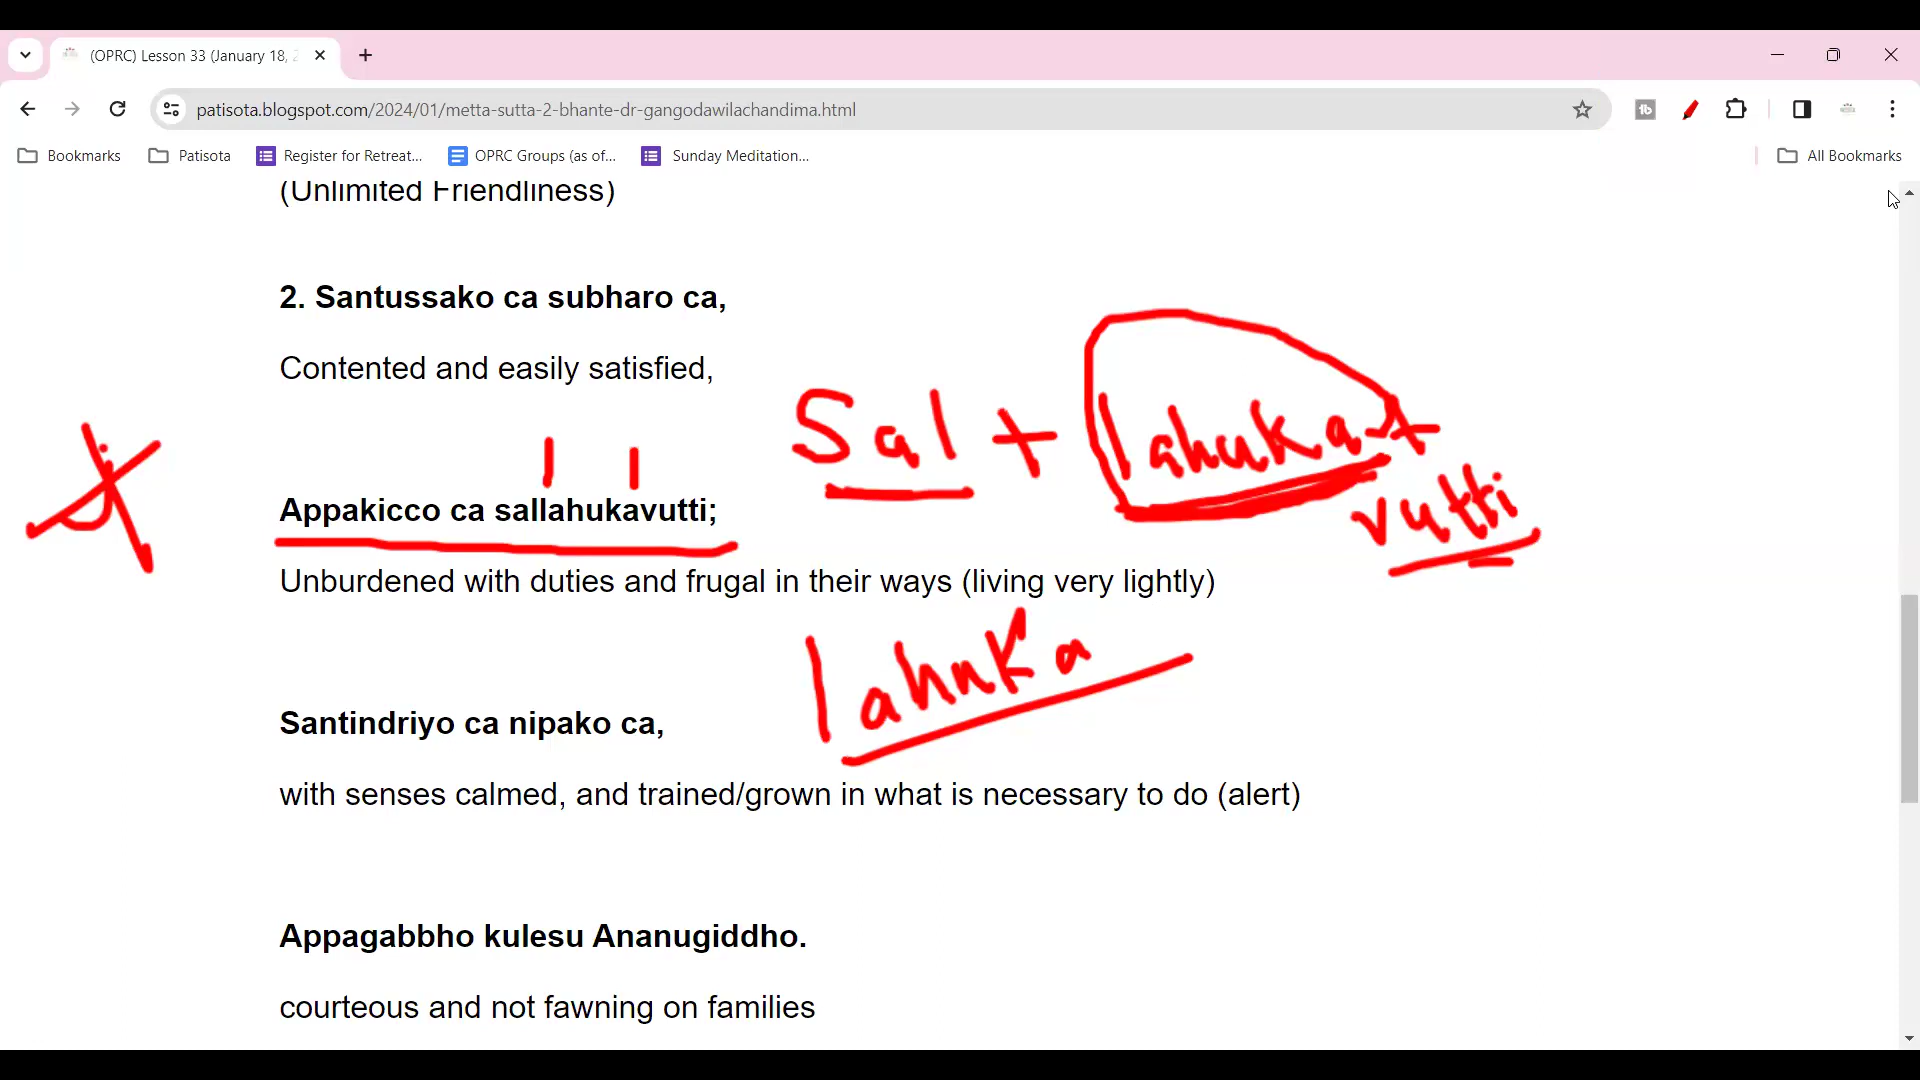 (OPRC) Lesson 33 (January 18, 2
patisota.blogspot.com/2024/01/metta-sutta-2-bhante-dr-gangodawilachandima.html
Bookmarks Patisota Register for Retreat... OPRC Groups (as of... Sunday Meditation... All Bookmarks
(Unlimited Friendliness)
2. Santussako ca subharo ca,
Contented and easily satisfied,
Sal + lahuka +
vutti
Appakicco ca sallahukavutti;
Unburdened with duties and frugal in their ways (living very lightly)
lahuka
Santindriyo ca nipako ca,
with senses calmed, and trained/grown in what is necessary to do (alert)
Appagabbho kulesu Ananugiddho.
courteous and not fawning on families